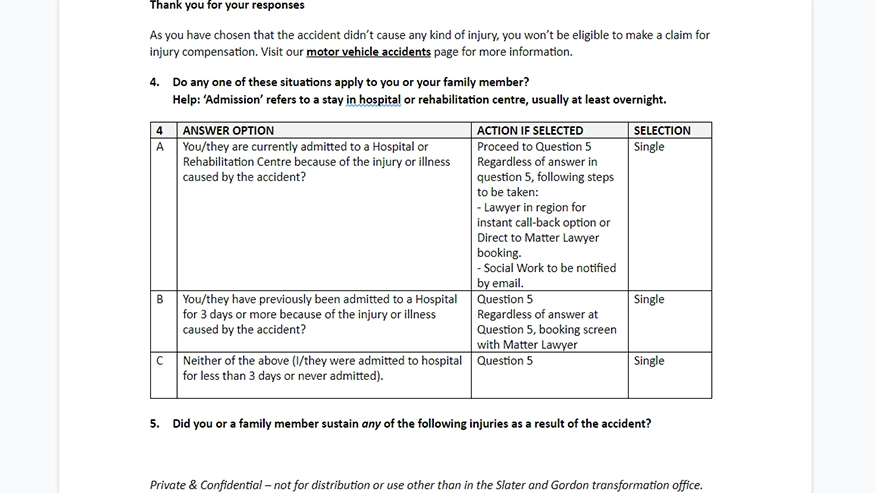 Thank you for your responses
As you have chosen that the accident didn’t cause any kind of injury, you won’t be eligible to make a claim for
injury compensation. Visit our motor vehicle accidents page for more information.
4. Do any one of these situations apply to you or your family member?
Help: ‘Admission’ refers to a stay in hospital or rehabilitation centre, usually at least overnight.
4 ANSWER OPTION ACTION IF SELECTED SELECTION
A You/they are currently admitted to a Hospital or Proceed to Question 5 Single
Rehabilitation Centre because of the injury or illness Regardless of answer in
caused by the accident? question 5, following steps
to be taken:
- Lawyer in region for
instant call-back option or
Direct to Matter Lawyer
booking.
- Social Work to be notified
by email.
B You/they have previously been admitted to a Hospital Question 5 Single
for 3 days or more because of the injury or illness Regardless of answer at
caused by the accident? Question 5, booking screen
with Matter Lawyer
C Neither of the above (I/they were admitted to hospital Question 5 Single
for less than 3 days or never admitted).
5. Did you or a family member sustain any of the following injuries as a result of the accident?
Private & Confidential – not for distribution or use other than in the Slater and Gordon transformation office.